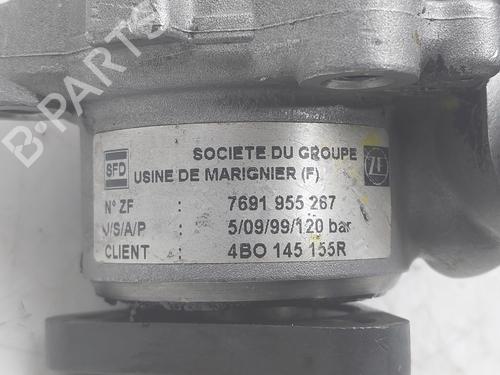 B-PARTS
SFD
SOCIETE DU GROUPE
ZF
USINE DE MARIGNIER (F)
N° ZF : 7691 955 267
J/S/A/P : 5/09/99/120 bar
CLIENT : 4BO 145 155R